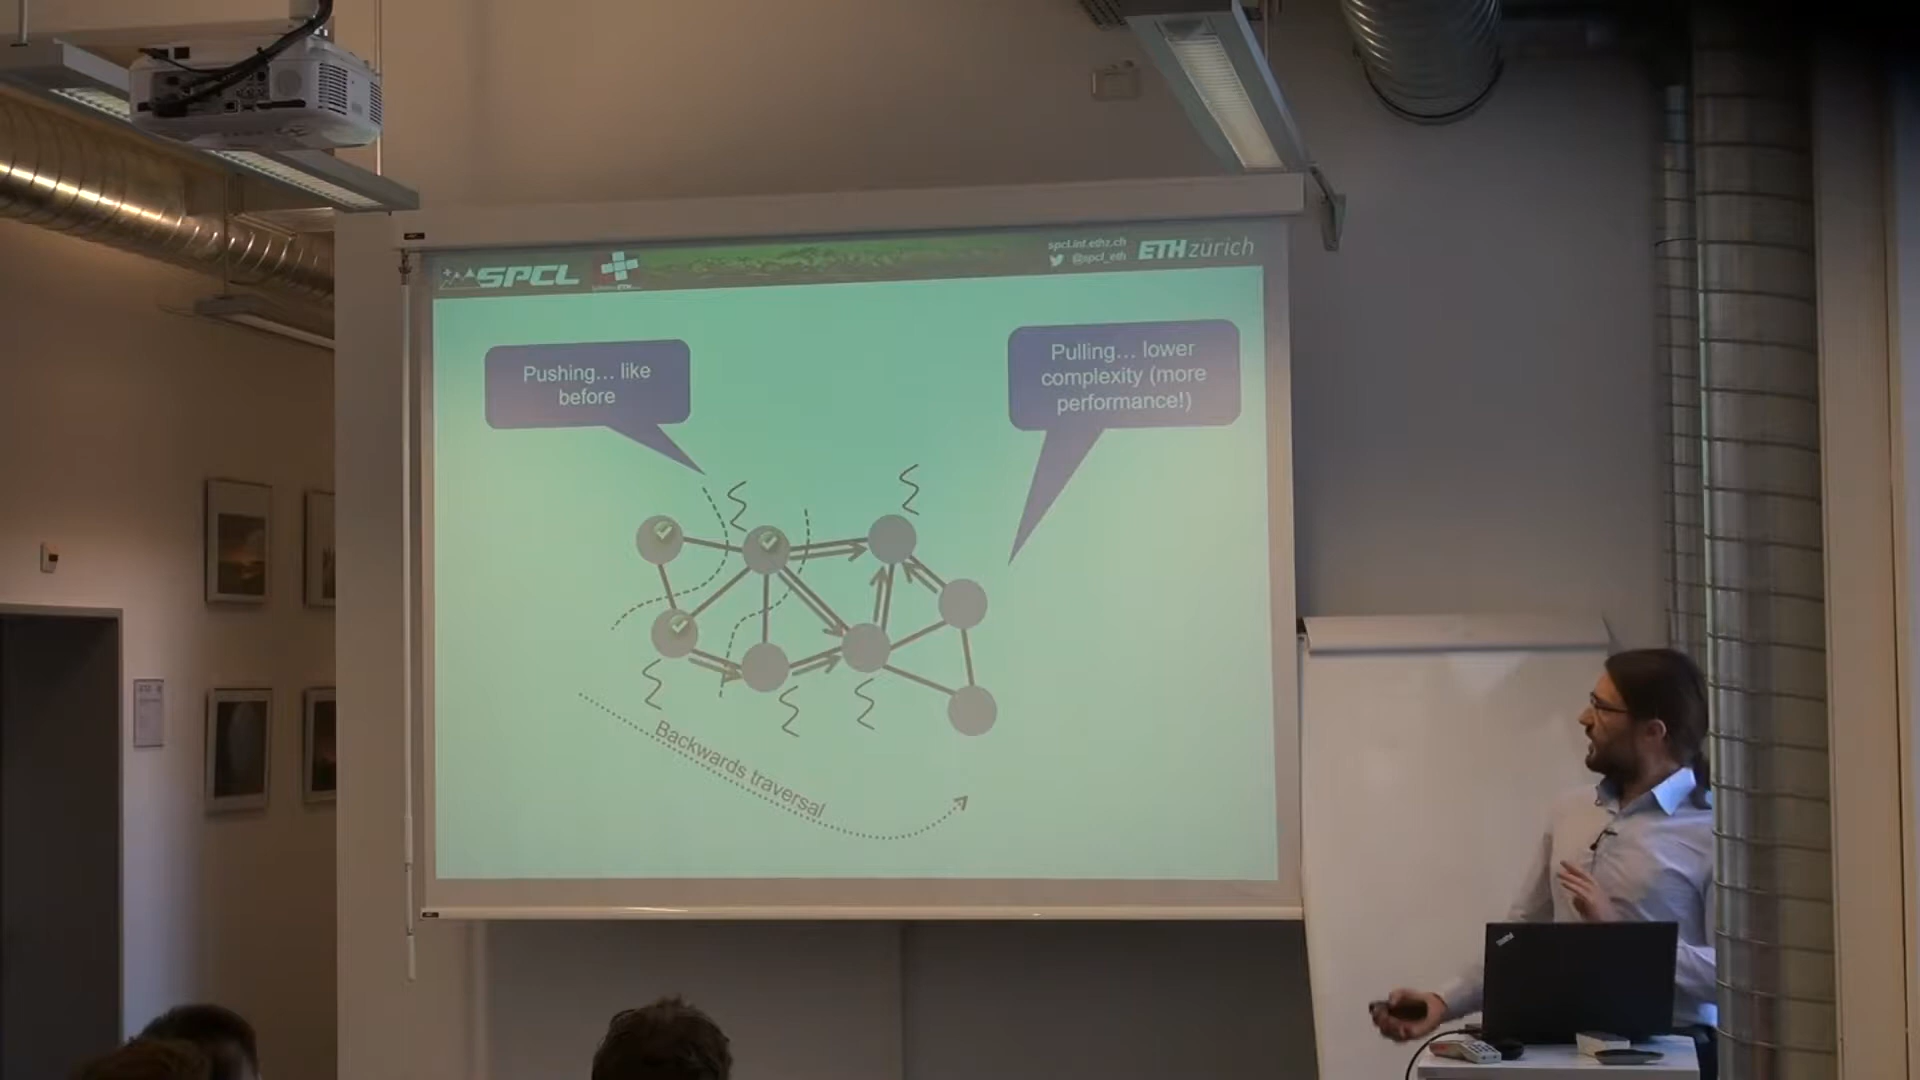 SPCL
spcl.inf.ethz.ch
@spcl_eth
ETH zürich
Pushing... like
before
Pulling... lower
complexity (more
performance!)
Backwards traversal